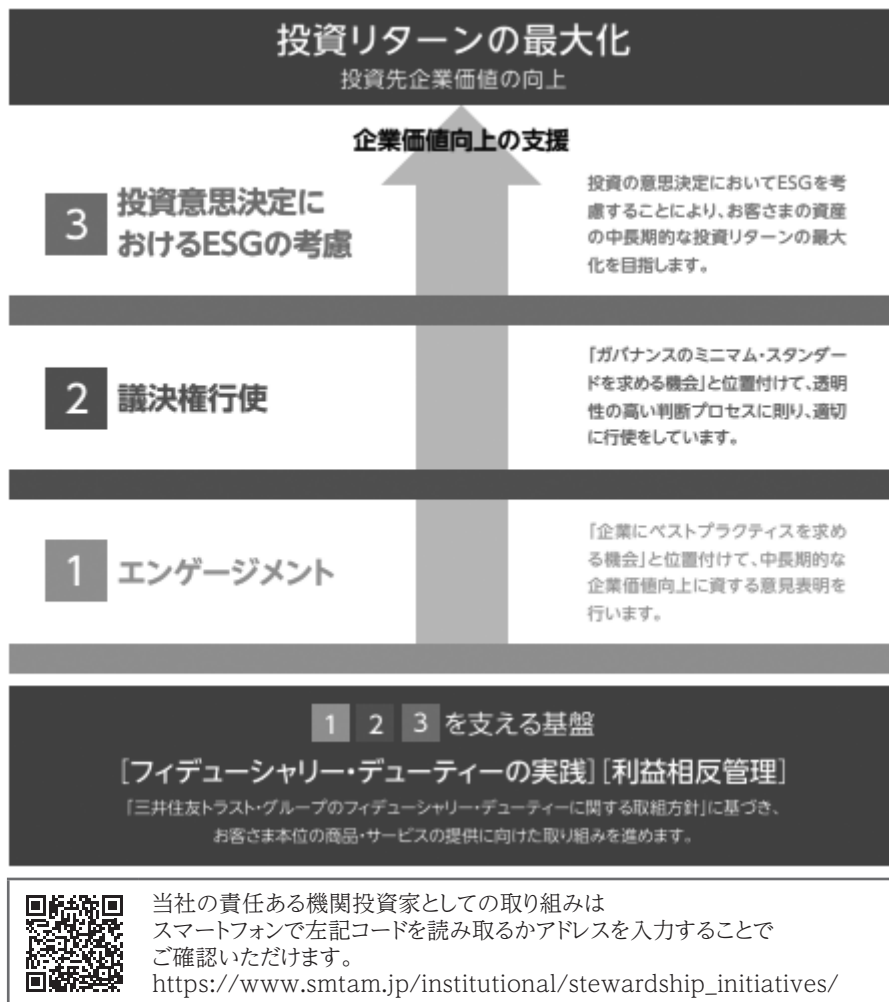 投資リターンの最大化
投資先企業価値の向上
企業価値向上の支援
3
投資意思決定に
おけるESGの考慮
投資の意思決定においてESGを考
慮することにより、お客さまの資産
の中長期的な投資リターンの最大
化を目指します。
2
議決権行使
「ガバナンスのミニマム・スタンダー
ドを求める機会」と位置付けて、透明
性の高い判断プロセスに則り、適切
に行使をしています。
1
エンゲージメント
「企業にベストプラクティスを求め
る機会」と位置付けて、中長期的な
企業価値向上に資する意見表明を
行います。
1 2 3 を支える基盤
[フィデューシャリー・デューティーの実践][利益相反管理]
「三井住友トラスト・グループのフィデューシャリー・デューティーに関する取組方針」に基づき、
お客さま本位の商品・サービスの提供に向けた取り組みを進めます。
当社の責任ある機関投資家としての取り組みは
スマートフォンで左記コードを読み取るかアドレスを入力することで
ご確認いただけます。
https://www.smtam.jp/institutional/stewardship_initiatives/